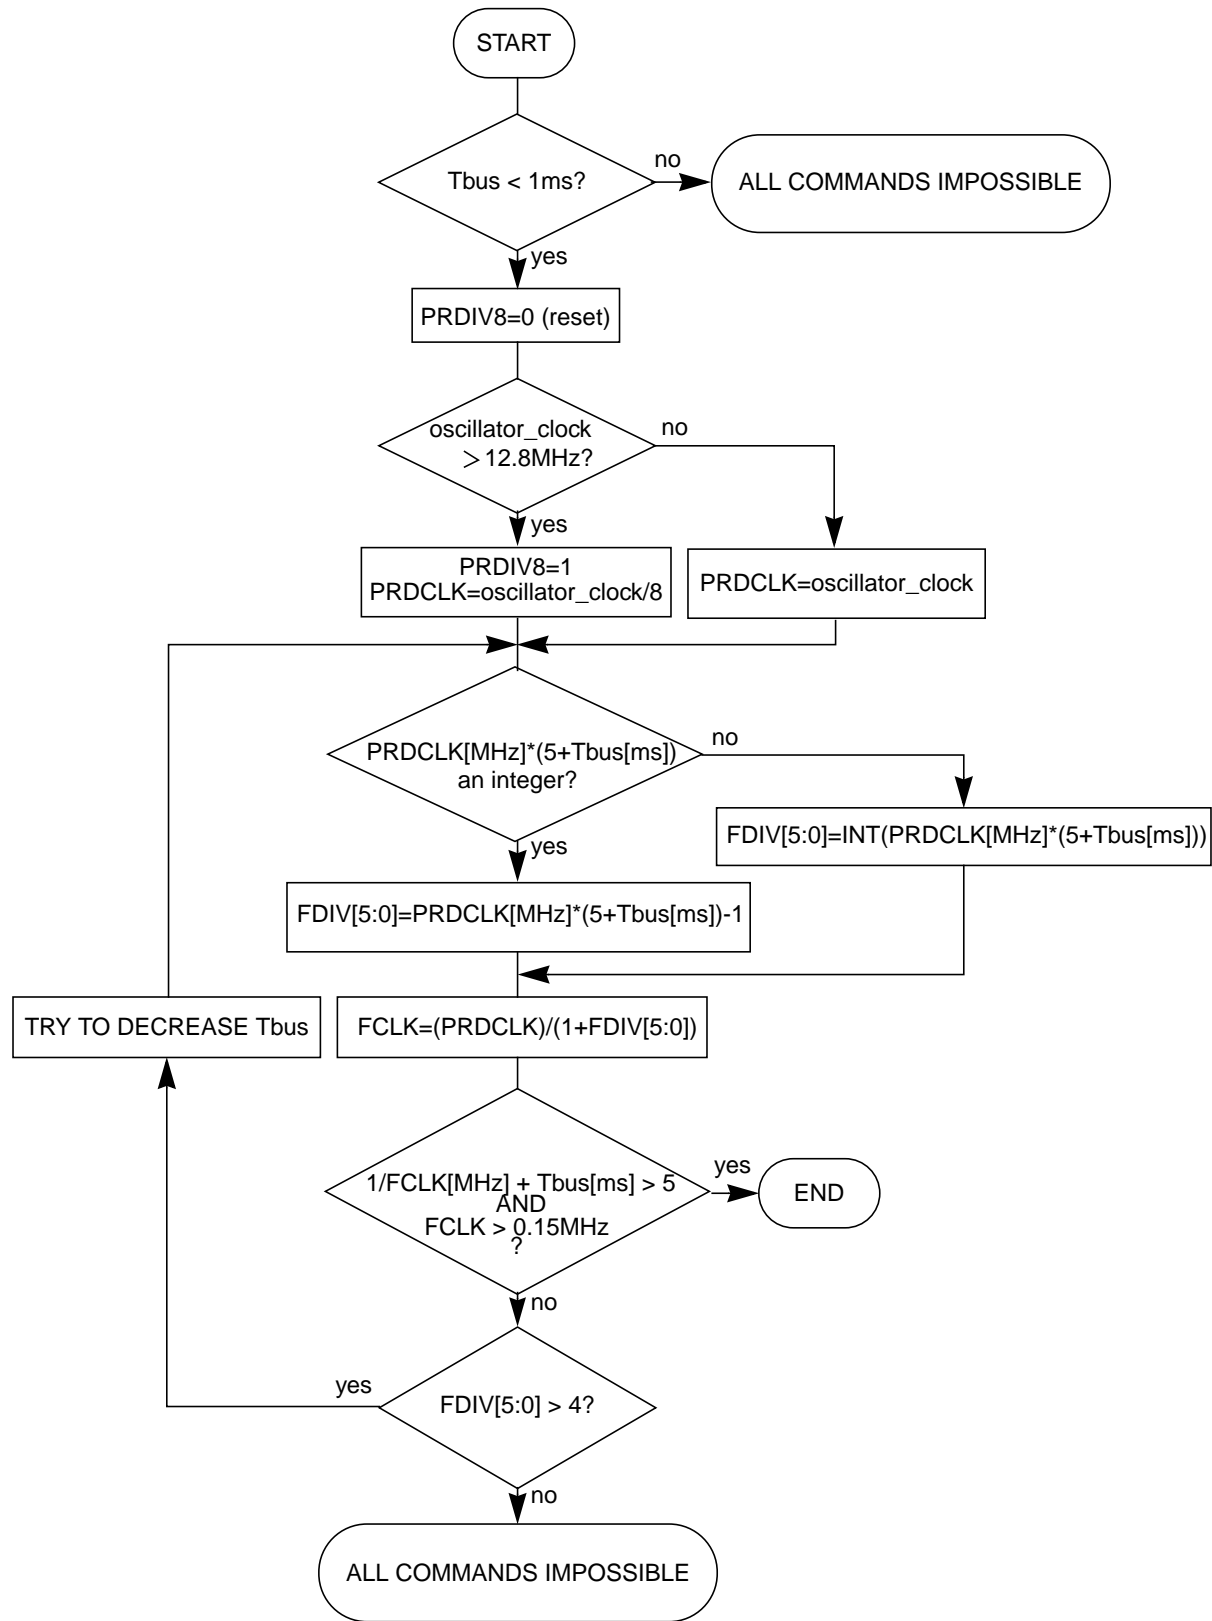 START
Tbus < 1ms?
no
ALL COMMANDS IMPOSSIBLE
yes
PRDIV8=0 (reset)
oscillator_clock
>12.8MHz?
no
yes
PRDIV8=1
PRDCLK=oscillator_clock/8
PRDCLK=oscillator_clock
PRDCLK[MHz]*(5+Tbus[ms])
an integer?
no
yes
FDIV[5:0]=INT(PRDCLK[MHz]*(5+Tbus[ms]))
FDIV[5:0]=PRDCLK[MHz]*(5+Tbus[ms])-1
TRY TO DECREASE Tbus
FCLK=(PRDCLK)/(1+FDIV[5:0])
1/FCLK[MHz] + Tbus[ms] > 5
AND
FCLK > 0.15MHz
?
yes
END
no
yes
FDIV[5:0] > 4?
no
ALL COMMANDS IMPOSSIBLE